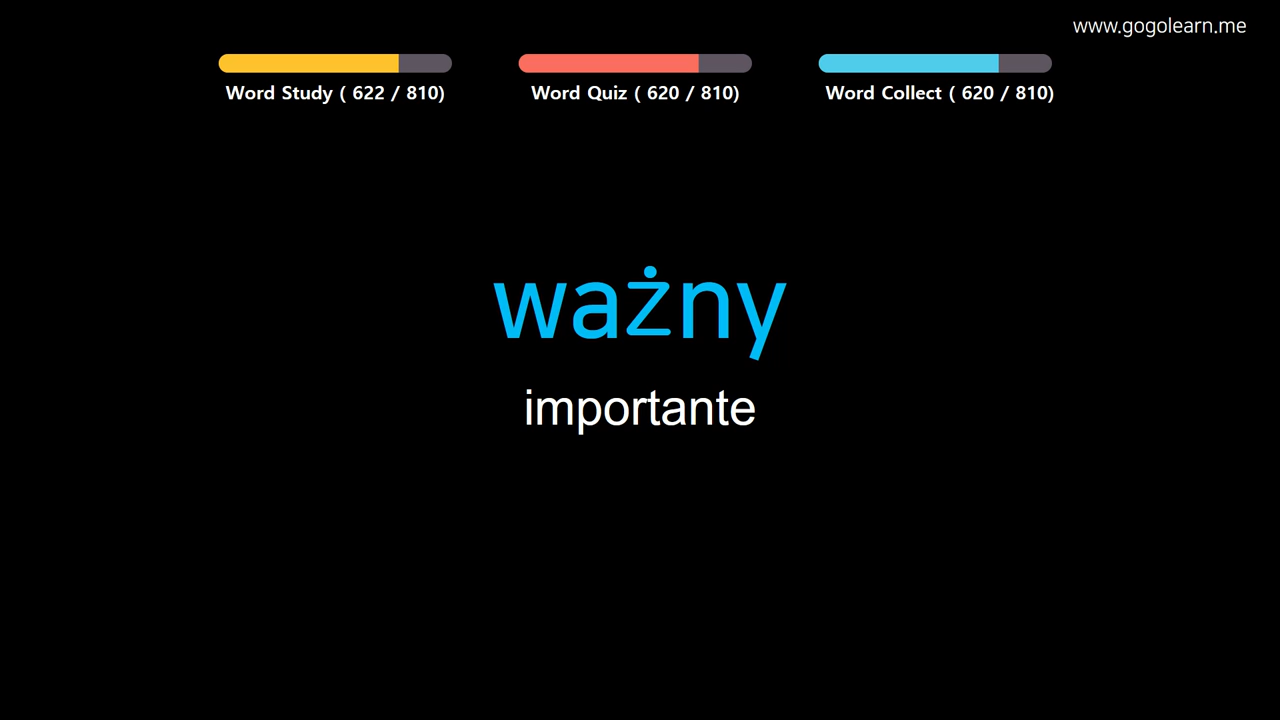 www.gogolearn.me
Word Study ( 622 / 810)
Word Quiz ( 620 / 810)
Word Collect ( 620 / 810)
ważny
importante